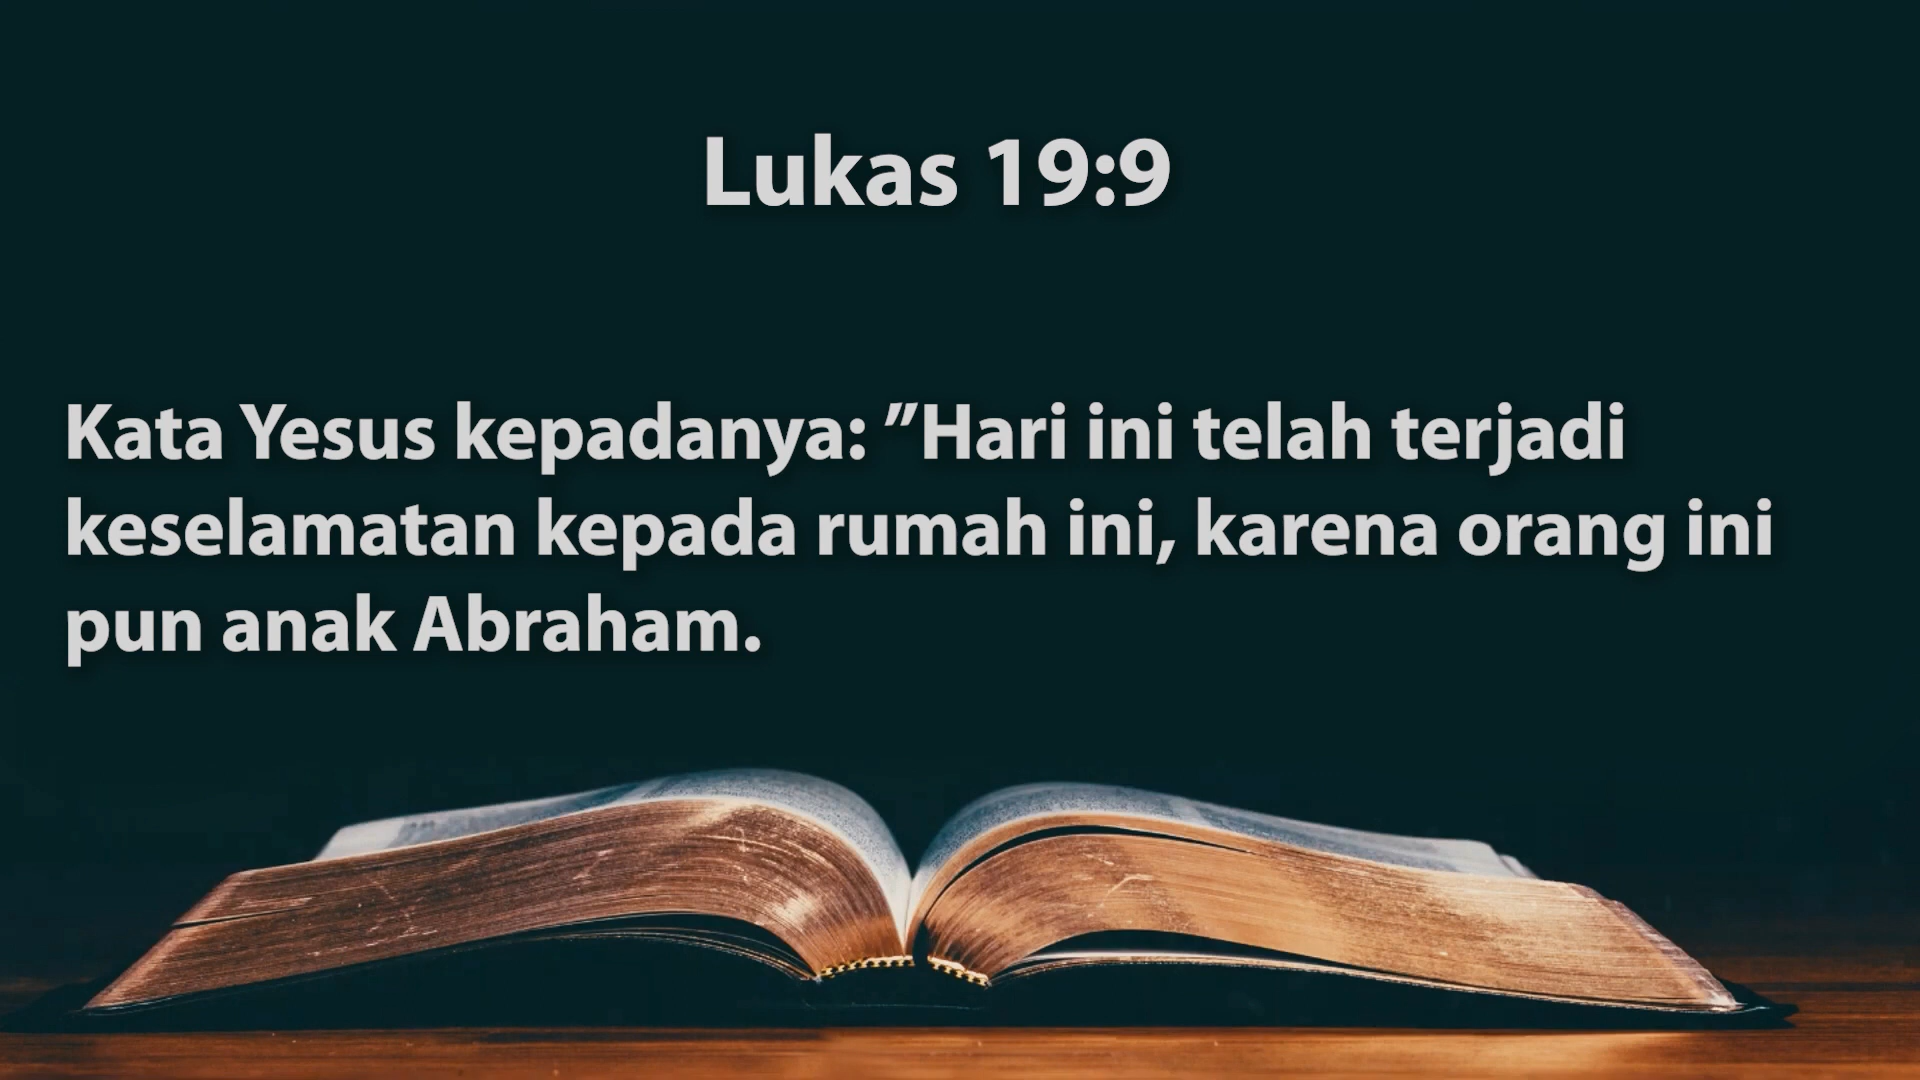 Lukas 19:9
Kata Yesus kepadanya: ”Hari ini telah terjadi
keselamatan kepada rumah ini, karena orang ini
pun anak Abraham.